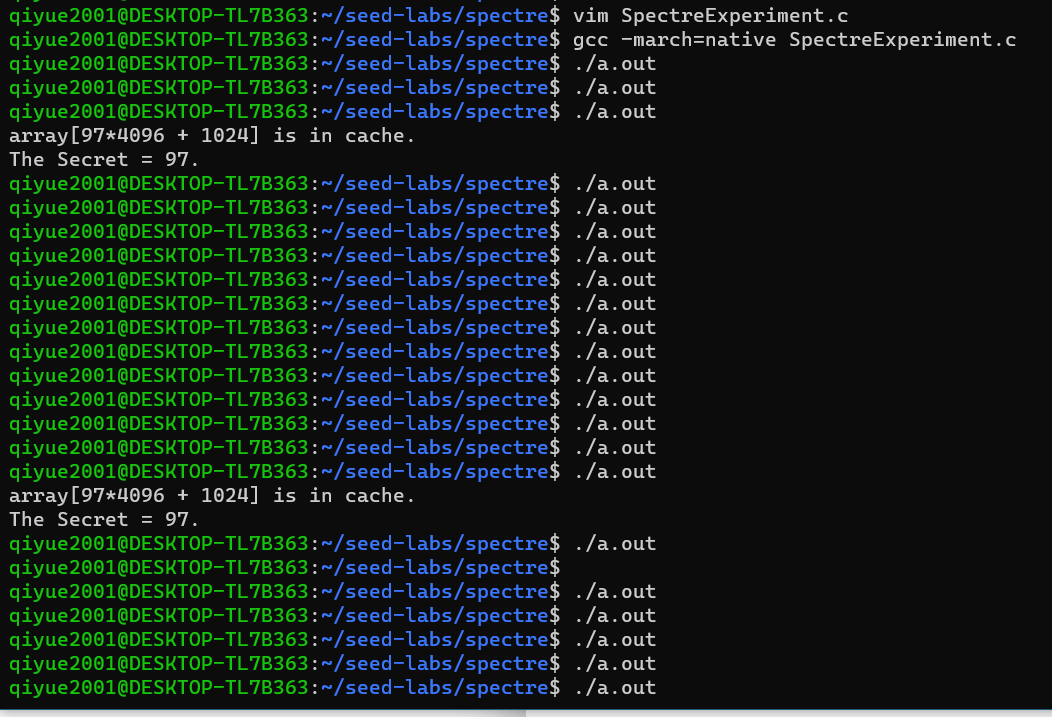 qiyue2001@DESKTOP-TL7B363:~/seed-labs/spectre$ vim SpectreExperiment.c
qiyue2001@DESKTOP-TL7B363:~/seed-labs/spectre$ gcc -march=native SpectreExperiment.c
qiyue2001@DESKTOP-TL7B363:~/seed-labs/spectre$ ./a.out
qiyue2001@DESKTOP-TL7B363:~/seed-labs/spectre$ ./a.out
qiyue2001@DESKTOP-TL7B363:~/seed-labs/spectre$ ./a.out
array[97*4096 + 1024] is in cache.
The Secret = 97.
qiyue2001@DESKTOP-TL7B363:~/seed-labs/spectre$ ./a.out
qiyue2001@DESKTOP-TL7B363:~/seed-labs/spectre$ ./a.out
qiyue2001@DESKTOP-TL7B363:~/seed-labs/spectre$ ./a.out
qiyue2001@DESKTOP-TL7B363:~/seed-labs/spectre$ ./a.out
qiyue2001@DESKTOP-TL7B363:~/seed-labs/spectre$ ./a.out
qiyue2001@DESKTOP-TL7B363:~/seed-labs/spectre$ ./a.out
qiyue2001@DESKTOP-TL7B363:~/seed-labs/spectre$ ./a.out
qiyue2001@DESKTOP-TL7B363:~/seed-labs/spectre$ ./a.out
qiyue2001@DESKTOP-TL7B363:~/seed-labs/spectre$ ./a.out
qiyue2001@DESKTOP-TL7B363:~/seed-labs/spectre$ ./a.out
qiyue2001@DESKTOP-TL7B363:~/seed-labs/spectre$ ./a.out
qiyue2001@DESKTOP-TL7B363:~/seed-labs/spectre$ ./a.out
qiyue2001@DESKTOP-TL7B363:~/seed-labs/spectre$ ./a.out
array[97*4096 + 1024] is in cache.
The Secret = 97.
qiyue2001@DESKTOP-TL7B363:~/seed-labs/spectre$ ./a.out
qiyue2001@DESKTOP-TL7B363:~/seed-labs/spectre$
qiyue2001@DESKTOP-TL7B363:~/seed-labs/spectre$ ./a.out
qiyue2001@DESKTOP-TL7B363:~/seed-labs/spectre$ ./a.out
qiyue2001@DESKTOP-TL7B363:~/seed-labs/spectre$ ./a.out
qiyue2001@DESKTOP-TL7B363:~/seed-labs/spectre$ ./a.out
qiyue2001@DESKTOP-TL7B363:~/seed-labs/spectre$ ./a.out